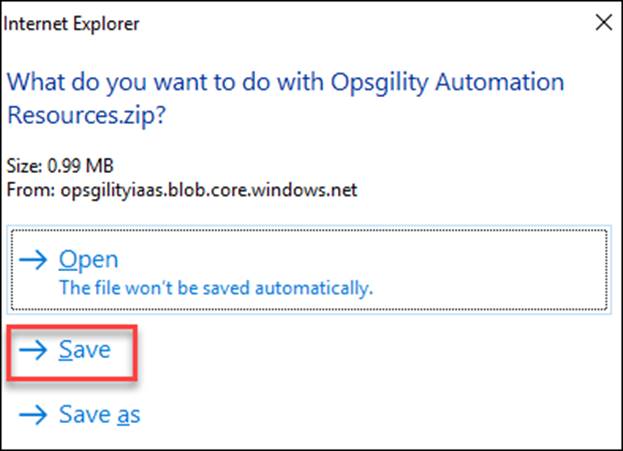 Internet Explorer
What do you want to do with Opsgility Automation
Resources.zip?
Size: 0.99 MB
From: opsgilityiaas.blob.core.windows.net
Open
The file won't be saved automatically.
Save
Save as